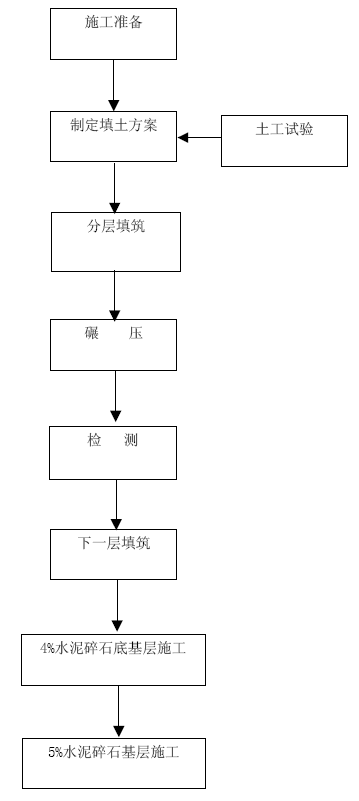 施工准备
制定填土方案
土工试验
分层填筑
碾 压
检 测
下一层填筑
4%水泥碎石底基层施工
5%水泥碎石基层施工